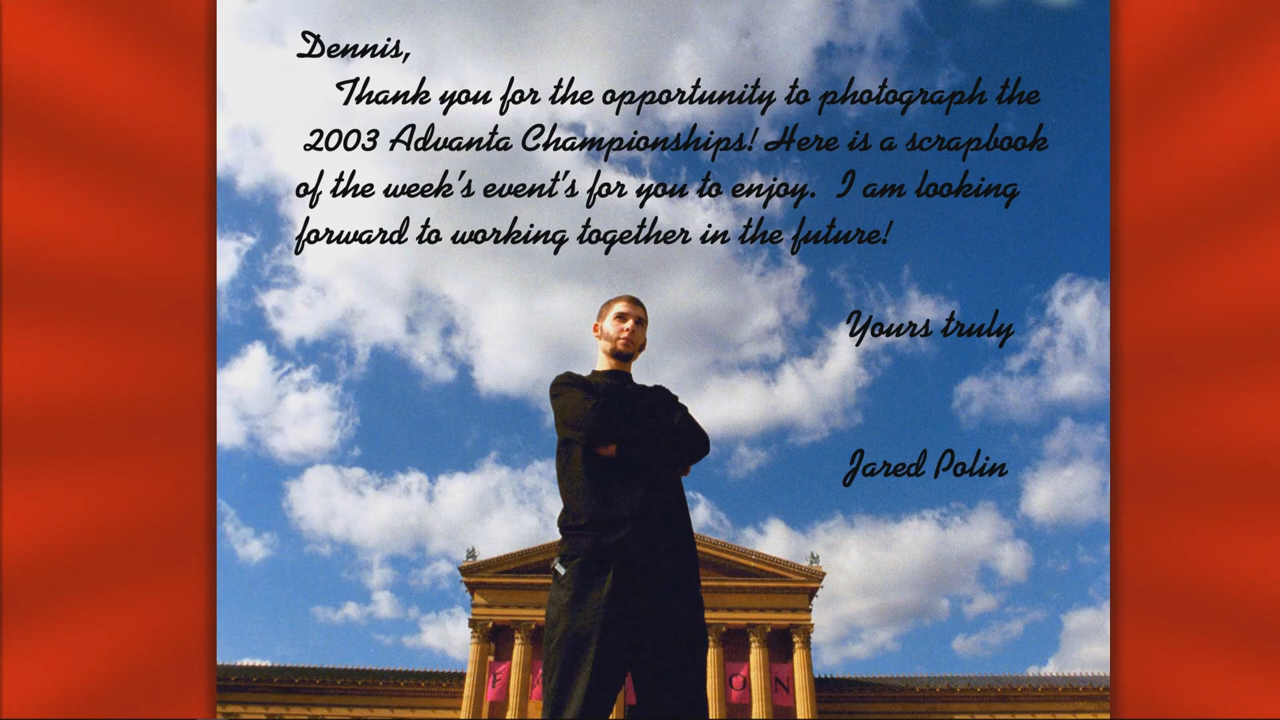 Dennis,
Thank you for the opportunity to photograph the
2003 Advanta Championships! Here is a scrapbook
of the week's event's for you to enjoy. I am looking
forward to working together in the future!
Yours truly
Jared Polin
O N